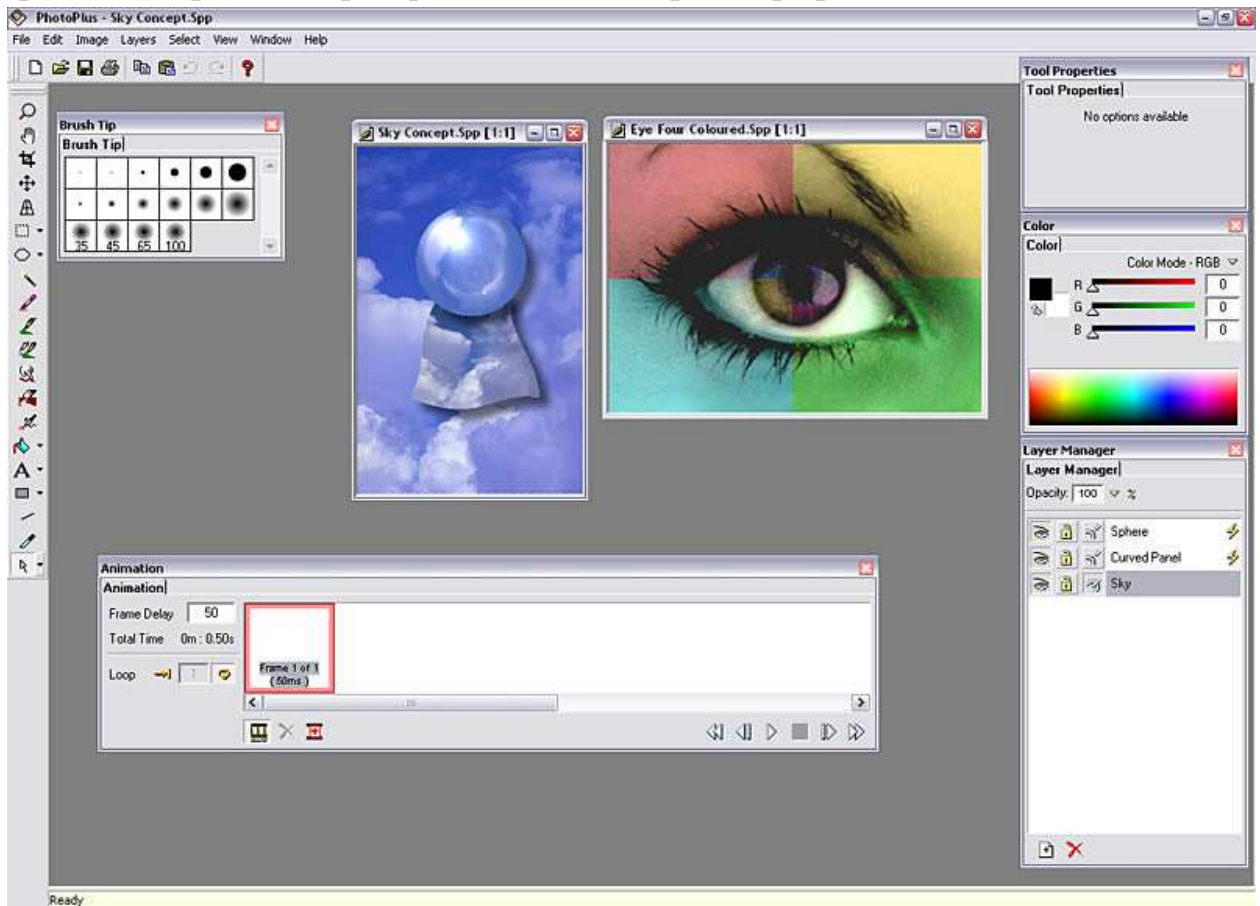 PhotoPlus - Sky Concept.Spp
File Edit Image Layers Select View Window Help
Brush Tip
Brush Tip
35 45 65 100
Sky Concept.Spp [1:1]
Eye Four Coloured.Spp [1:1]
Tool Properties
Tool Properties
No options available
Color
Color
Color Mode - RGB
R 0
G 0
B 0
Layer Manager
Layer Manager
Opacity: 100 %
Sphere
Curved Panel
Sky
Animation
Animation
Frame Delay 50
Total Time 0m : 0.50s
Loop 1
Frame 1 of 1
( 50ms )
Ready